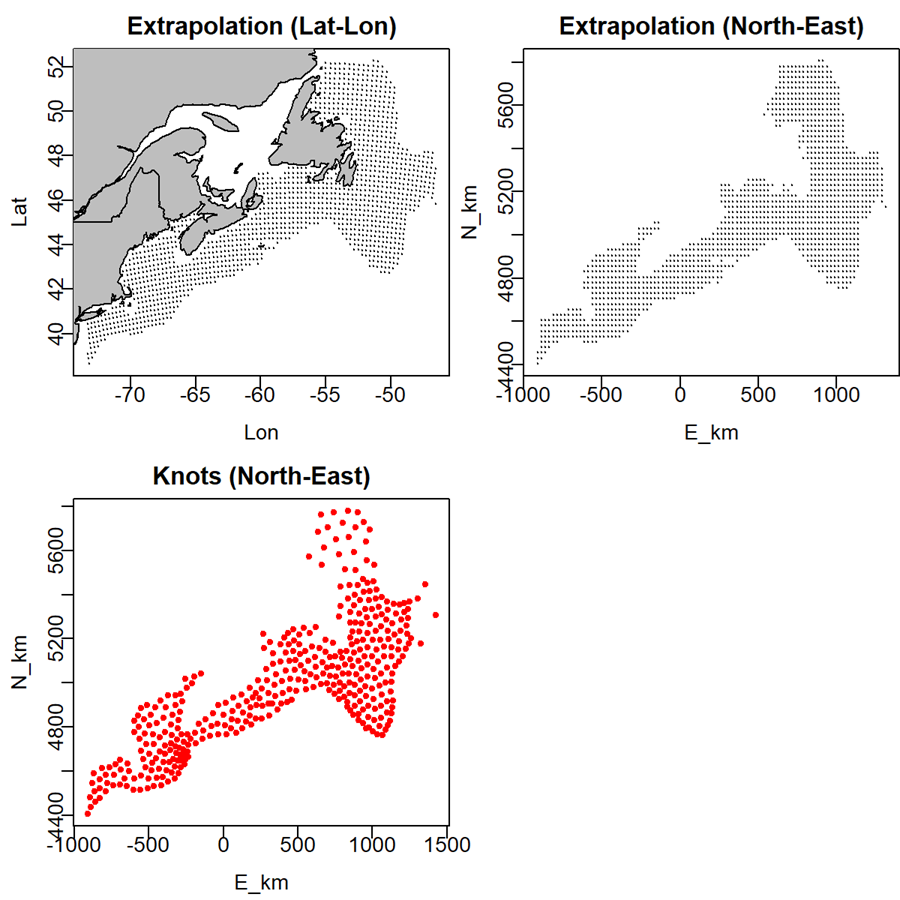 Extrapolation (Lat-Lon)
Lat
52
50
48
46
44
42
40
-70 -65 -60 -55 -50
Lon
Extrapolation (North-East)
N_km
5600
5200
4800
4400
-1000 -500 0 500 1000
E_km
Knots (North-East)
N_km
5600
5200
4800
4400
-1000 -500 0 500 1000 1500
E_km